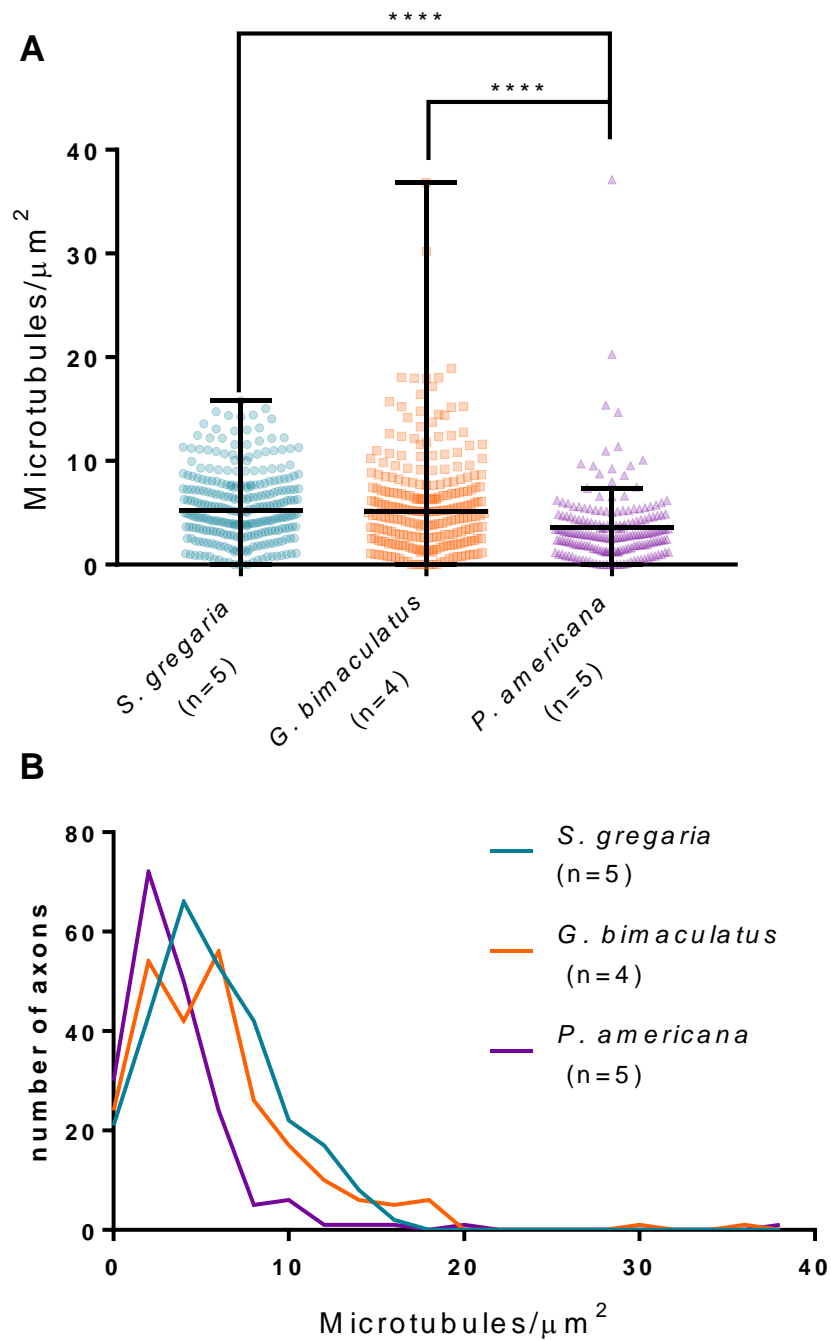 A
****
****
Microtubules/μm²
40
30
20
10
0
S. gregaria
(n=5)
G. bimaculatus
(n=4)
P. americana
(n=5)
B
number of axons
80
60
40
20
0
0 10 20 30 40
Microtubules/μm²
S. gregaria
(n=5)
G. bimaculatus
(n=4)
P. americana
(n=5)